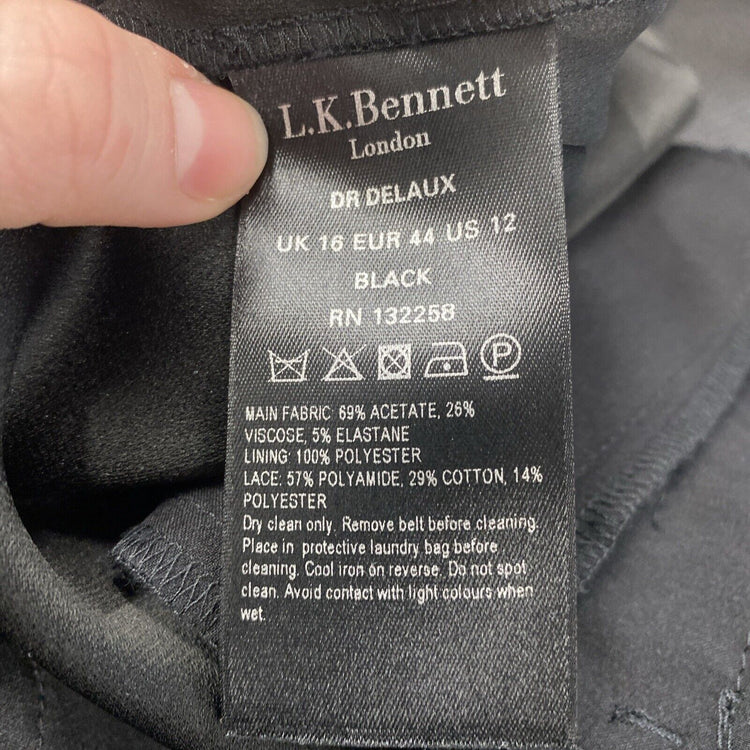 L.K.Bennett
London
DR DELAUX
UK 16 EUR 44 US 12
BLACK
RN 132258
P
MAIN FABRIC: 69% ACETATE, 26%
VISCOSE, 5% ELASTANE
LINING: 100% POLYESTER
LACE: 57% POLYAMIDE, 29% COTTON, 14%
POLYESTER
Dry clean only. Remove belt before cleaning.
Place in protective laundry bag before
cleaning. Cool iron on reverse. Do not spot
clean. Avoid contact with light colours when
wet.